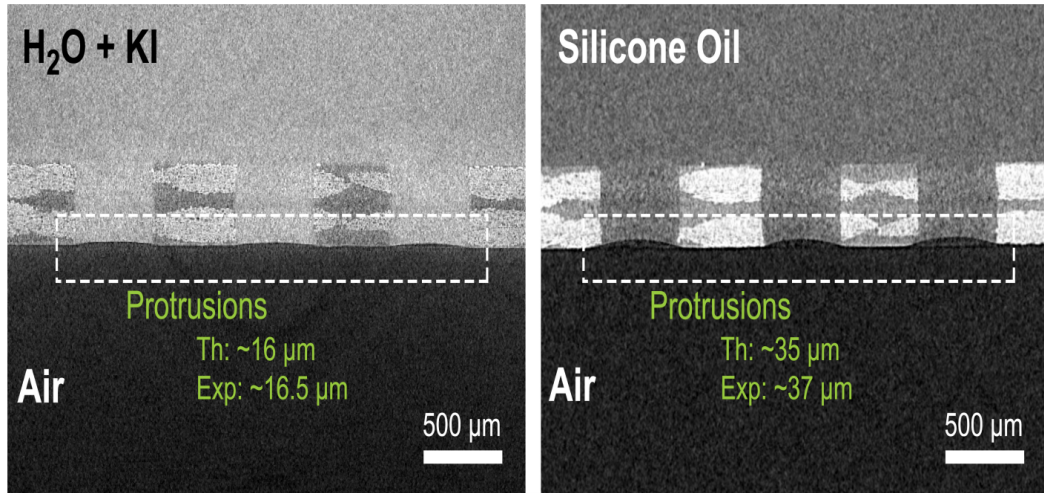 H₂O + KI
Protrusions
Th: ~16 µm
Exp: ~16.5 µm
Air
500 µm
Silicone Oil
Protrusions
Th: ~35 µm
Exp: ~37 µm
Air
500 µm